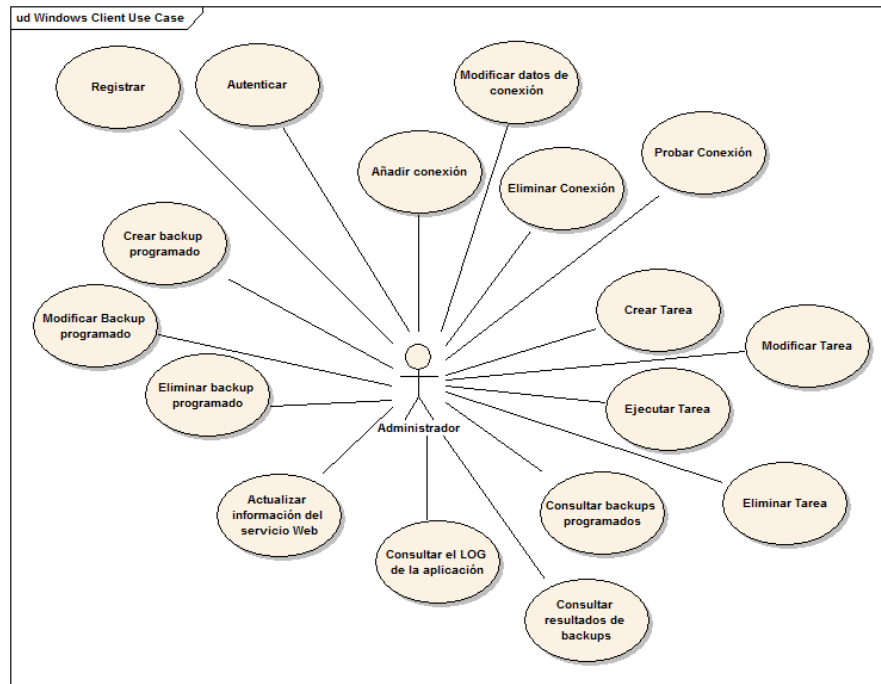 ud Windows Client Use Case
Registrar
Autenticar
Modificar datos de
conexión
Añadir conexión
Eliminar Conexión
Probar Conexión
Crear backup
programado
Modificar Backup
programado
Eliminar backup
programado
Crear Tarea
Modificar Tarea
Ejecutar Tarea
Administrador
Actualizar
información del
servicio Web
Consultar el LOG
de la aplicación
Consultar backups
programados
Eliminar Tarea
Consultar
resultados de
backups